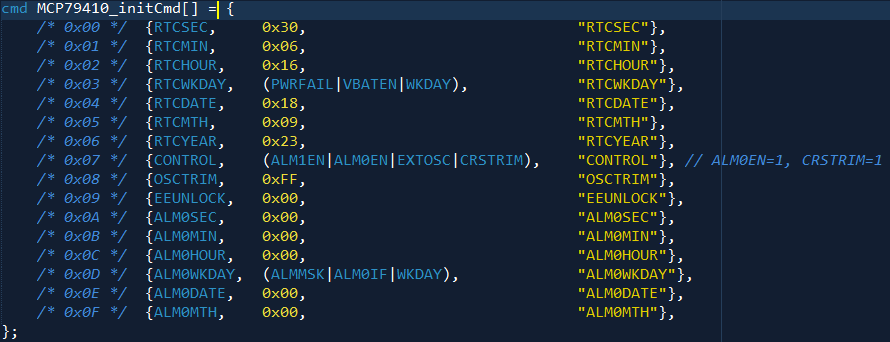 cmd MCP79410_initCmd[] = {
/* 0x00 */ {RTCSEC, 0x30, "RTCSEC"},
/* 0x01 */ {RTCMIN, 0x06, "RTCMIN"},
/* 0x02 */ {RTCHOUR, 0x16, "RTCHOUR"},
/* 0x03 */ {RTCWKDAY, (PWRFAIL|VBATEN|WKDAY), "RTCWKDAY"},
/* 0x04 */ {RTCDATE, 0x18, "RTCDATE"},
/* 0x05 */ {RTCMTH, 0x09, "RTCMTH"},
/* 0x06 */ {RTCYEAR, 0x23, "RTCYEAR"},
/* 0x07 */ {CONTROL, (ALM1EN|ALM0EN|EXTOSC|CRSTRIM), "CONTROL"}, // ALM0EN=1, CRSTRIM=1
/* 0x08 */ {OSCTRIM, 0xFF, "OSCTRIM"},
/* 0x09 */ {EEUNLOCK, 0x00, "EEUNLOCK"},
/* 0x0A */ {ALM0SEC, 0x00, "ALM0SEC"},
/* 0x0B */ {ALM0MIN, 0x00, "ALM0MIN"},
/* 0x0C */ {ALM0HOUR, 0x00, "ALM0HOUR"},
/* 0x0D */ {ALM0WKDAY, (ALMMSK|ALM0IF|WKDAY), "ALM0WKDAY"},
/* 0x0E */ {ALM0DATE, 0x00, "ALM0DATE"},
/* 0x0F */ {ALM0MTH, 0x00, "ALM0MTH"},
};